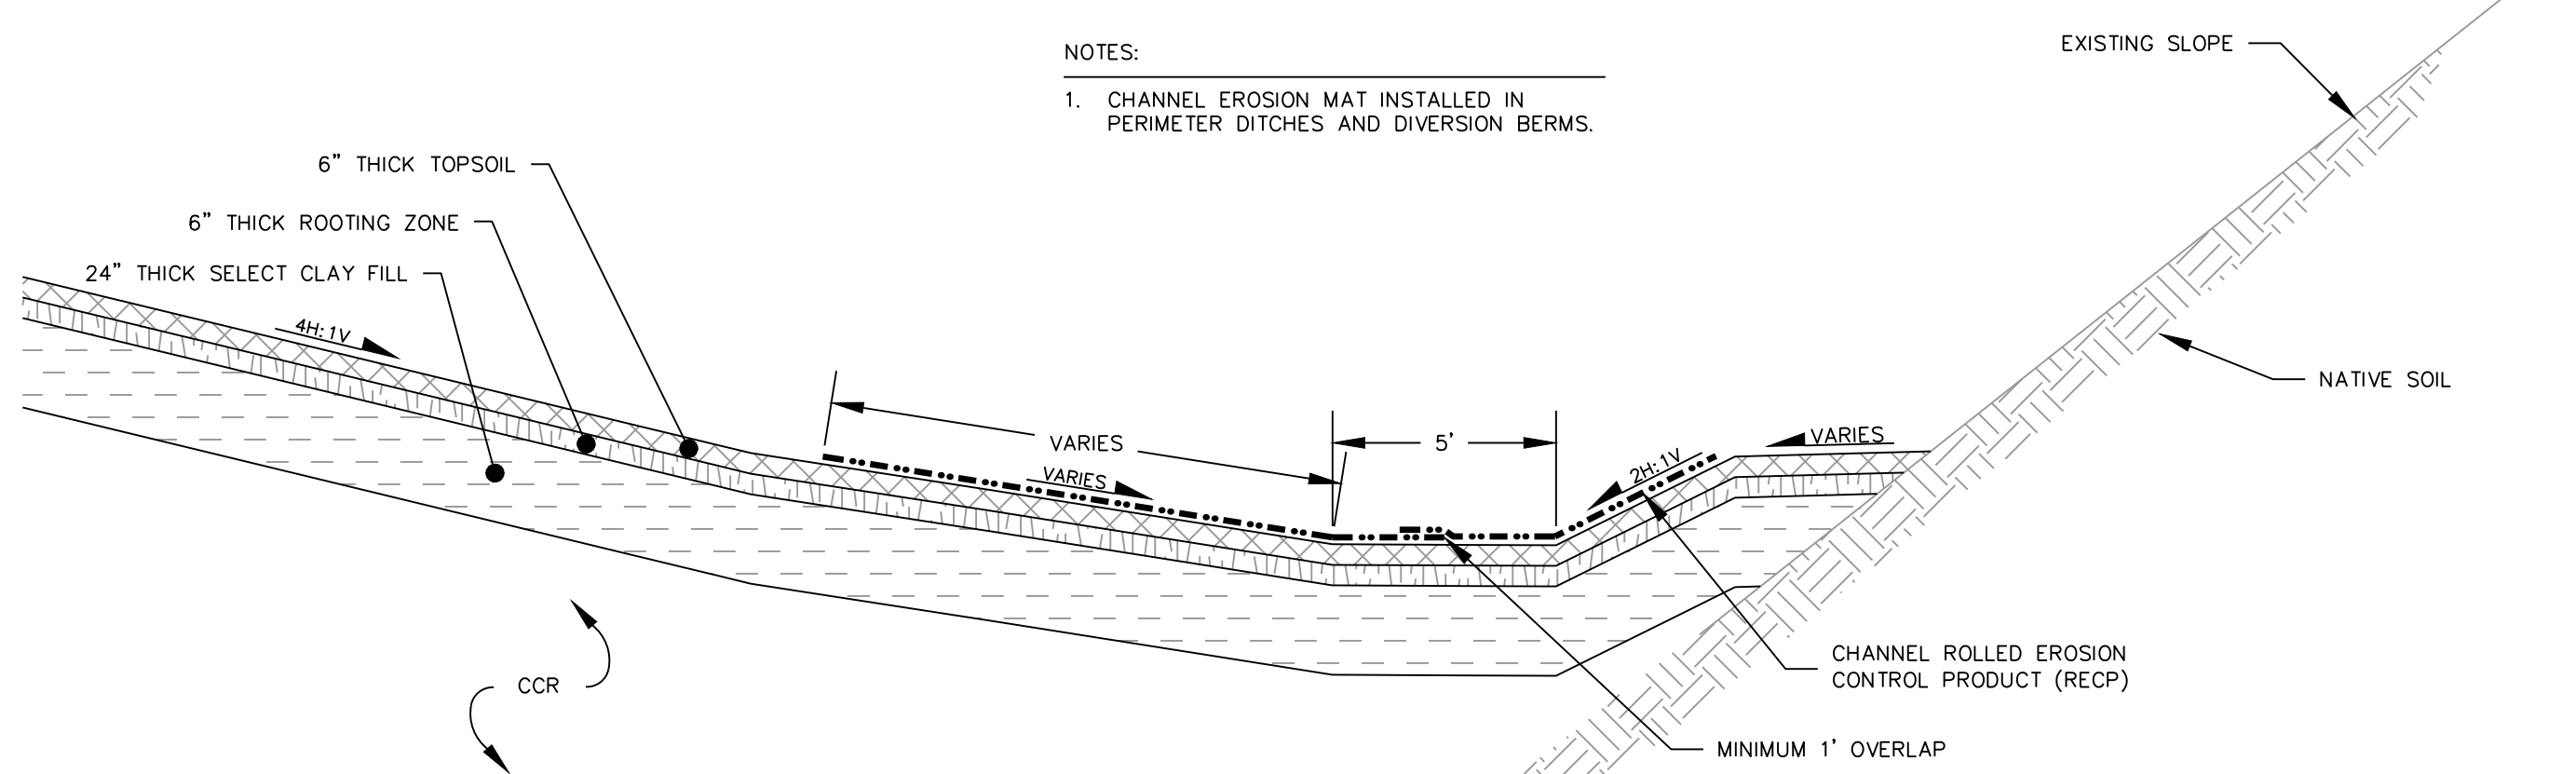 NOTES:
1. CHANNEL EROSION MAT INSTALLED IN
PERIMETER DITCHES AND DIVERSION BERMS.
EXISTING SLOPE
6” THICK TOPSOIL
6” THICK ROOTING ZONE
24” THICK SELECT CLAY FILL
4H:1V
VARIES
VARIES
5’
2H:1V
VARIES
NATIVE SOIL
CCR
CHANNEL ROLLED EROSION
CONTROL PRODUCT (RECP)
MINIMUM 1’ OVERLAP